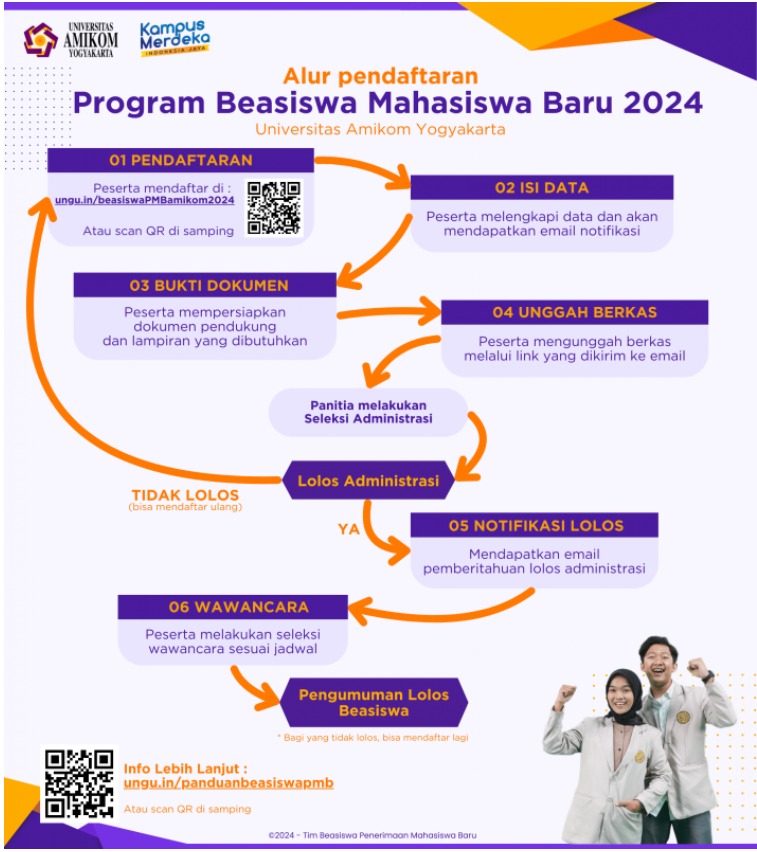 UNIVERSITAS
AMIKOM
YOGYAKARTA
Kampus
Merdeka
INDONESIA JAYA
Alur pendaftaran
Program Beasiswa Mahasiswa Baru 2024
Universitas Amikom Yogyakarta
01 PENDAFTARAN
Peserta mendaftar di :
ungu.in/beasiswaPMBamikom2024
Atau scan QR di samping
02 ISI DATA
Peserta melengkapi data dan akan
mendapatkan email notifikasi
03 BUKTI DOKUMEN
Peserta mempersiapkan
dokumen pendukung
dan lampiran yang dibutuhkan
04 UNGGAH BERKAS
Peserta mengunggah berkas
melalui link yang dikirim ke email
Panitia melakukan
Seleksi Administrasi
Lolos Administrasi
TIDAK LOLOS
(bisa mendaftar ulang)
YA
05 NOTIFIKASI LOLOS
Mendapatkan email
pemberitahuan lolos administrasi
06 WAWANCARA
Peserta melakukan seleksi
wawancara sesuai jadwal
Pengumuman Lolos
Beasiswa
* Bagi yang tidak lolos, bisa mendaftar lagi
Info Lebih Lanjut :
ungu.in/panduanbeasiswapmb
Atau scan QR di samping
©2024 - Tim Beasiswa Penerimaan Mahasiswa Baru